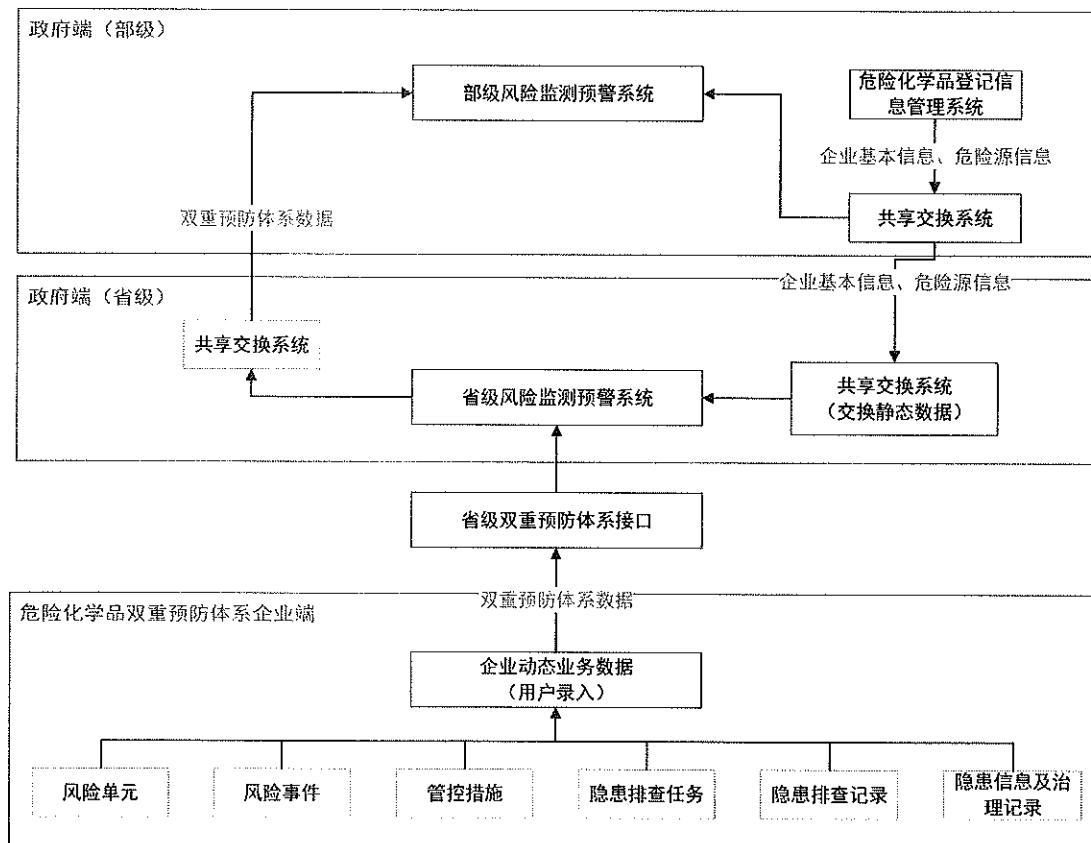 政府端（部级）
部级风险监测预警系统
危险化学品登记信
息管理系统
企业基本信息、危险源信息
双重预防体系数据
共享交换系统
企业基本信息、危险源信息
政府端（省级）
共享交换系统
省级风险监测预警系统
共享交换系统
（交换静态数据）
省级双重预防体系接口
双重预防体系数据
危险化学品双重预防体系企业端
企业动态业务数据
（用户录入）
风险单元
风险事件
管控措施
隐患排查任务
隐患排查记录
隐患信息及治
理记录